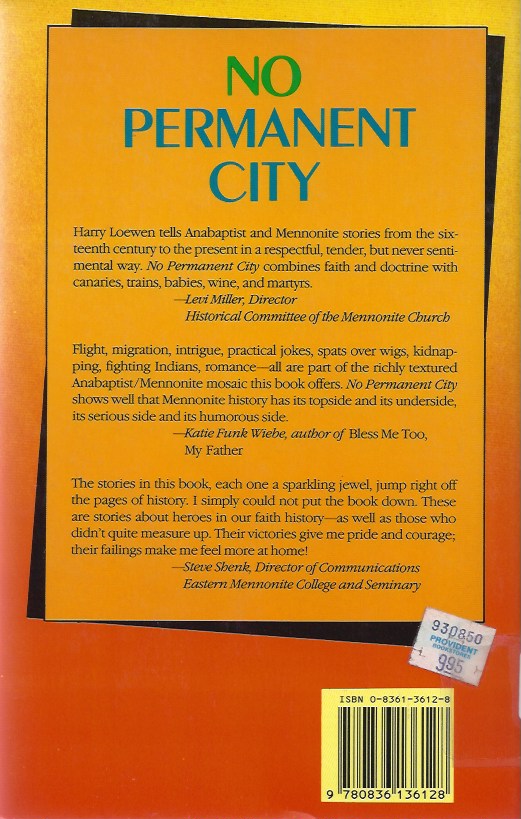 NO
PERMANENT
CITY
Harry Loewen tells Anabaptist and Mennonite stories from the six-
teenth century to the present in a respectful, tender, but never senti-
mental way. No Permanent City combines faith and doctrine with
canaries, trains, babies, wine, and martyrs.
—Levi Miller, Director
Historical Committee of the Mennonite Church
Flight, migration, intrigue, practical jokes, spats over wigs, kidnap-
ping, fighting Indians, romance—all are part of the richly textured
Anabaptist/Mennonite mosaic this book offers. No Permanent City
shows well that Mennonite history has its topside and its underside,
its serious side and its humorous side.
—Katie Funk Wiebe, author of Bless Me Too,
My Father
The stories in this book, each one a sparkling jewel, jump right off
the pages of history. I simply could not put the book down. These
are stories about heroes in our faith history—as well as those who
didn't quite measure up. Their victories give me pride and courage;
their failings make me feel more at home!
—Steve Shenk, Director of Communications
Eastern Mennonite College and Seminary
930850
PROVIDENT
BOOKSTORES
995
ISBN 0-8361-3612-8
9 780836 136128